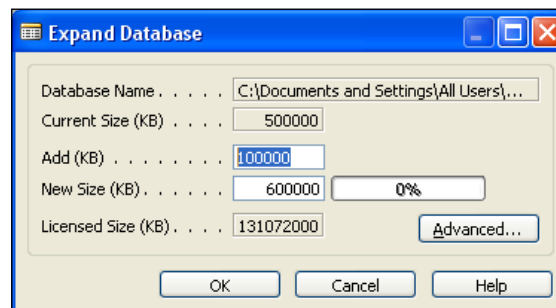 Expand Database
Database Name . . . . . C:\Documents and Settings\All Users\...
Current Size (KB) . . . . 500000
Add (KB) . . . . . . . . 100000
New Size (KB) . . . . . . 600000 0%
Licensed Size (KB) . . . . 131072000 Advanced...
OK Cancel Help